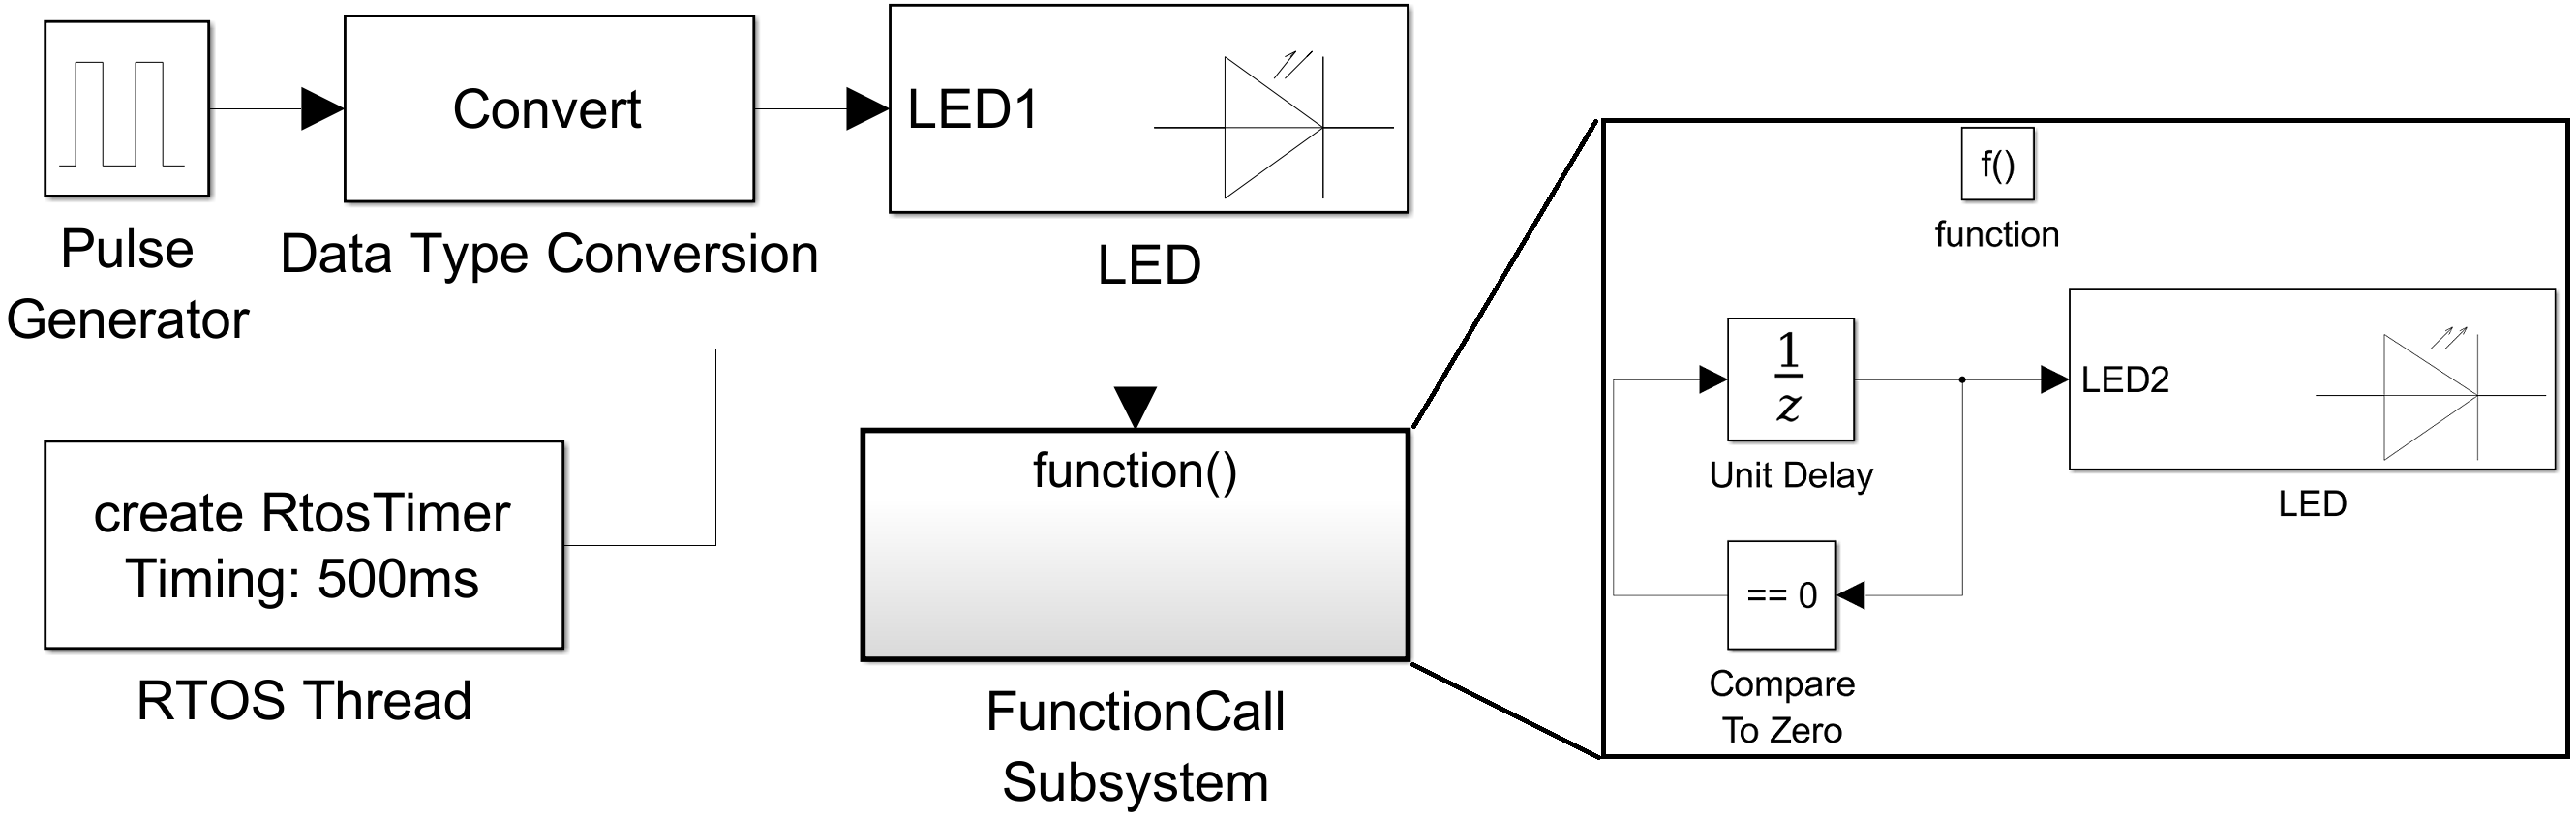 Convert
LED1
Pulse
Generator
Data Type Conversion
LED
create RtosTimer
Timing: 500ms
RTOS Thread
function()
FunctionCall
Subsystem
f()
function
1
z
Unit Delay
LED2
LED
== 0
Compare
To Zero